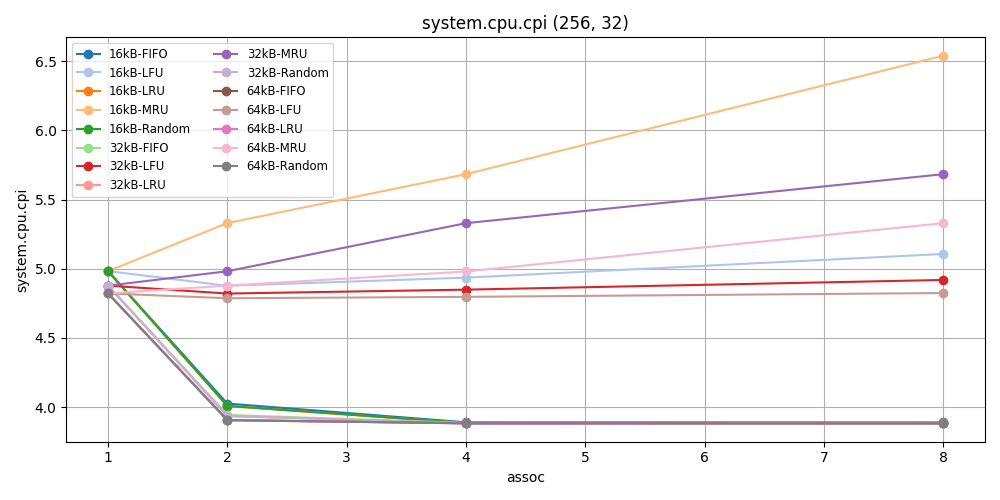 system.cpu.cpi (256, 32)
16kB-FIFO
16kB-LFU
16kB-LRU
16kB-MRU
16kB-Random
32kB-FIFO
32kB-LFU
32kB-LRU
32kB-MRU
32kB-Random
64kB-FIFO
64kB-LFU
64kB-LRU
64kB-MRU
64kB-Random
system.cpu.cpi
6.5
6.0
5.5
5.0
4.5
4.0
1 2 3 4 5 6 7 8
assoc